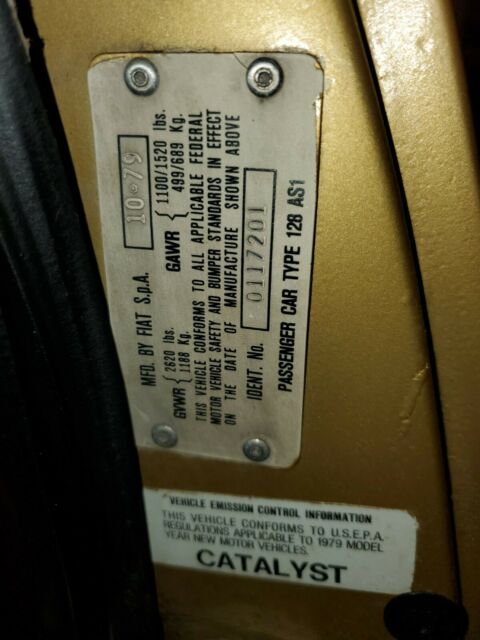 MFD. BY FIAT S.p.A. 10-79
GVWR { 2620 lbs. 1188 Kg. GAWR { 1100/1520 lbs. 499/689 Kg.
THIS VEHICLE CONFORMS TO ALL APPLICABLE FEDERAL
MOTOR VEHICLE SAFETY AND BUMPER STANDARDS IN EFFECT
ON THE DATE OF MANUFACTURE SHOWN ABOVE
IDENT. No. 0117201
PASSENGER CAR TYPE 128 AS1
VEHICLE EMISSION CONTROL INFORMATION
THIS VEHICLE CONFORMS TO U.S.E.P.A.
REGULATIONS APPLICABLE TO 1979 MODEL
YEAR NEW MOTOR VEHICLES.
CATALYST